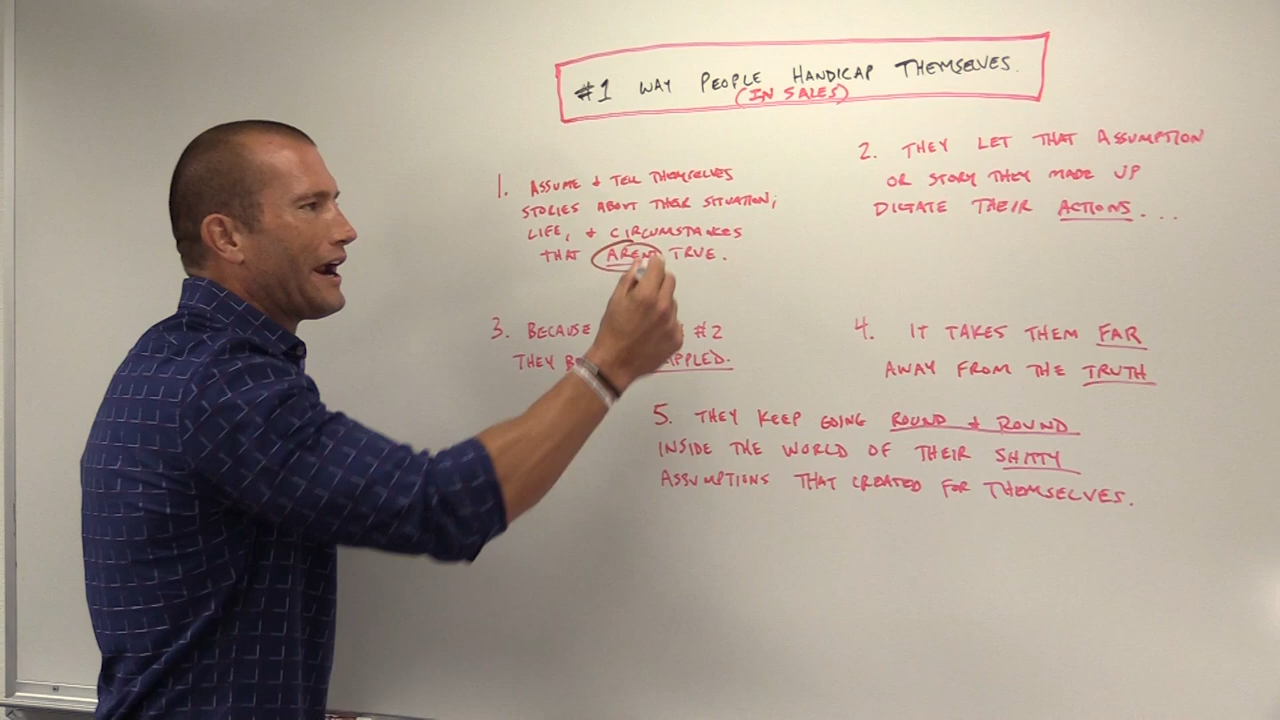 #1 WAY PEOPLE HANDICAP THEMSELVES.
(IN SALES)
1. ASSUME & TELL THEMSELVES
STORIES ABOUT THEIR SITUATION,
LIFE, & CIRCUMSTANCES
THAT AREN'T TRUE.
2. THEY LET THAT ASSUMPTION
OR STORY THEY MADE UP
DICTATE THEIR ACTIONS...
3. BECAUSE #2
THEY
4. IT TAKES THEM FAR
AWAY FROM THE TRUTH
5. THEY KEEP GOING ROUND & ROUND
INSIDE THE WORLD OF THEIR SHITTY
ASSUMPTIONS THAT CREATED FOR THEMSELVES.